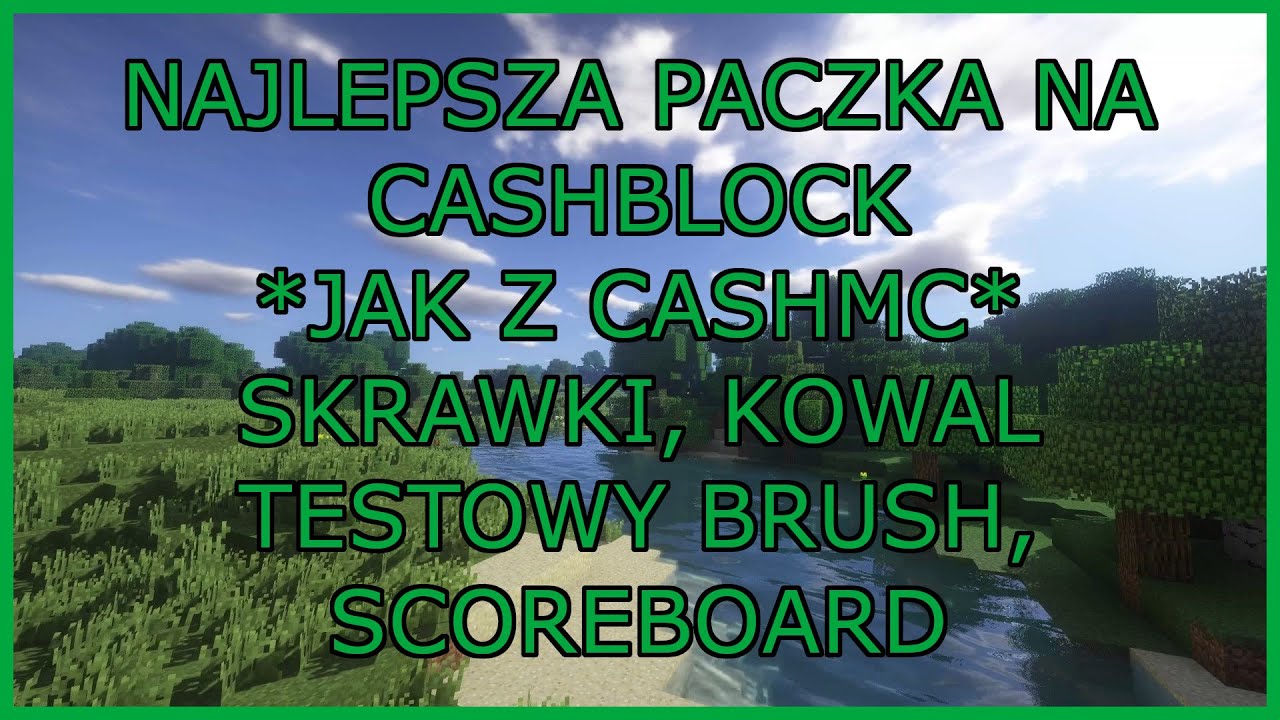 NAJLEPSZA PACZKA NA
CASHBLOCK
*JAK Z CASHMC*
SKRAWKI, KOWAL
TESTOWY BRUSH,
SCOREBOARD